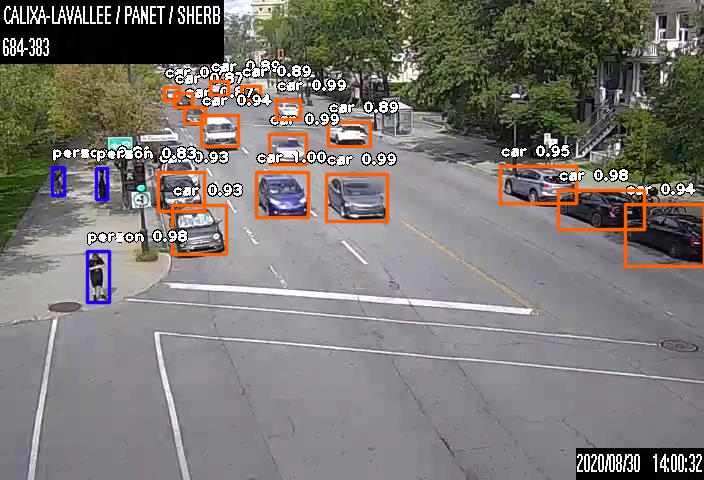 CALIXA-LAVALLEE / PANET / SHERB
684-383
car 0.89
car 0.99
car 0.94
car 0.99
car 0.89
person 0.83
car 1.00
car 0.99
car 0.95
car 0.93
car 0.98
car 0.94
person 0.98
2020/08/30 14:00:32